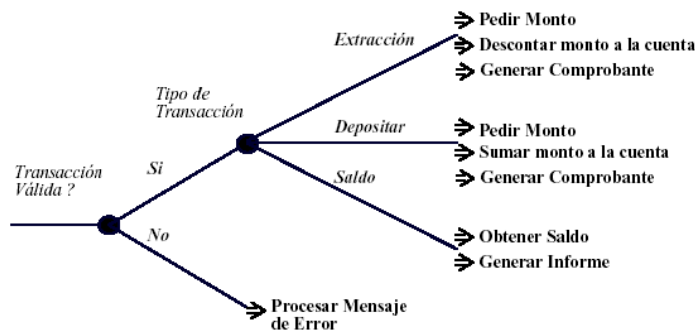 Extracción
Pedir Monto
Descontar monto a la cuenta
Generar Comprobante
Tipo de
Transacción
Depositar
Pedir Monto
Sumar monto a la cuenta
Generar Comprobante
Transacción
Válida ?
Si
Saldo
No
Obtener Saldo
Generar Informe
Procesar Mensaje
de Error